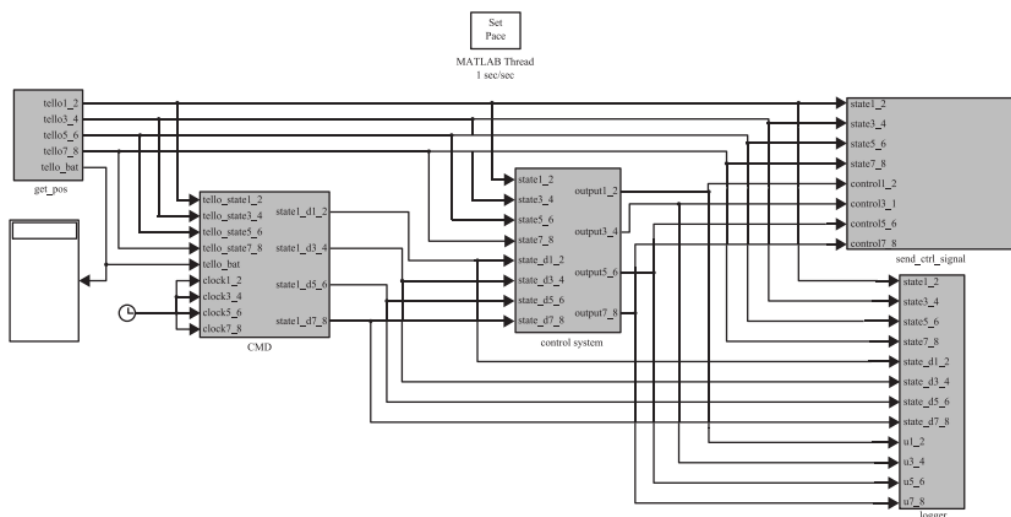 Set
Pace
MATLAB Thread
1 sec/sec
tello1_2
tello3_4
tello5_6
tello7_8
tello_bat
get_pos
tello_state1_2
tello_state3_4
tello_state5_6
tello_state7_8
tello_bat
clock1_2
clock3_4
clock5_6
clock7_8
state1_d1_2
state1_d3_4
state1_d5_6
state1_d7_8
CMD
state1_2
state3_4
state5_6
state7_8
state_d1_2
state_d3_4
state_d5_6
state_d7_8
output1_2
output3_4
output5_6
output7_8
control system
state1_2
state3_4
state5_6
state7_8
control1_2
control3_1
control5_6
control7_8
send_ctrl_signal
state1_2
state3_4
state5_6
state7_8
state_d1_2
state_d3_4
state_d5_6
state_d7_8
u1_2
u3_4
u5_6
u7_8
logger